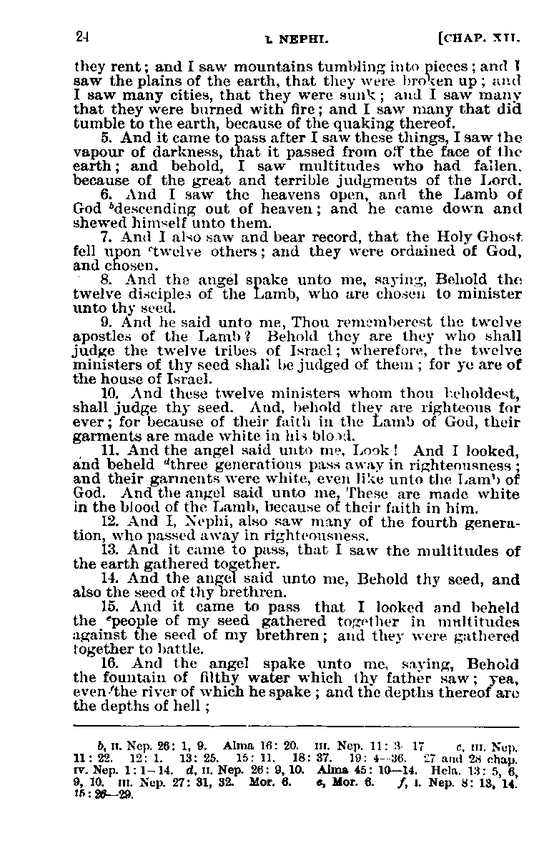 24 I. NEPHI. [CHAP. XII.
they rent; and I saw mountains tumbling into pieces; and I
saw the plains of the earth, that they were broken up; and
I saw many cities, that they were sunk; and I saw many
that they were burned with fire; and I saw many that did
tumble to the earth, because of the quaking thereof.
5. And it came to pass after I saw these things, I saw the
vapour of darkness, that it passed from off the face of the
earth; and behold, I saw multitudes who had fallen,
because of the great and terrible judgments of the Lord.
6. And I saw the heavens open, and the Lamb of
God bdescending out of heaven; and he came down and
shewed himself unto them.
7. And I also saw and bear record, that the Holy Ghost
fell upon ctwelve others; and they were ordained of God,
and chosen.
8. And the angel spake unto me, saying, Behold the
twelve disciples of the Lamb, who are chosen to minister
unto thy seed.
9. And he said unto me, Thou rememberest the twelve
apostles of the Lamb? Behold they are they who shall
judge the twelve tribes of Israel; wherefore, the twelve
ministers of thy seed shall be judged of them; for ye are of
the house of Israel.
10. And these twelve ministers whom thou beholdest,
shall judge thy seed. And, behold they are righteous for
ever; for because of their faith in the Lamb of God, their
garments are made white in his blood.
11. And the angel said unto me, Look! And I looked,
and beheld dthree generations pass away in righteousness;
and their garments were white, even like unto the Lamb of
God. And the angel said unto me, These are made white
in the blood of the Lamb, because of their faith in him.
12. And I, Nephi, also saw many of the fourth genera-
tion, who passed away in righteousness.
13. And it came to pass, that I saw the multitudes of
the earth gathered together.
14. And the angel said unto me, Behold thy seed, and
also the seed of thy brethren.
15. And it came to pass that I looked and beheld
the epeople of my seed gathered together in multitudes
against the seed of my brethren; and they were gathered
together to battle.
16. And the angel spake unto me, saying, Behold
the fountain of filthy water which thy father saw; yea,
even fthe river of which he spake; and the depths thereof are
the depths of hell;
b, II. Nep. 26: 1, 9. Alma 16: 20. III. Nep. 11: 3—17 c, III. Nep.
11: 22. 12: 1. 13: 25. 15: 11. 18: 37. 19: 4—36. 27 and 28 chap.
IV. Nep. 1: 1—14. d, II. Nep. 26: 9, 10. Alma 45: 10—14. Hela. 13: 5, 6,
9, 10. III. Nep. 27: 31, 32. Mor. 6. e, Mor. 6. f, I. Nep. 8: 13, 14.
15: 26—29.